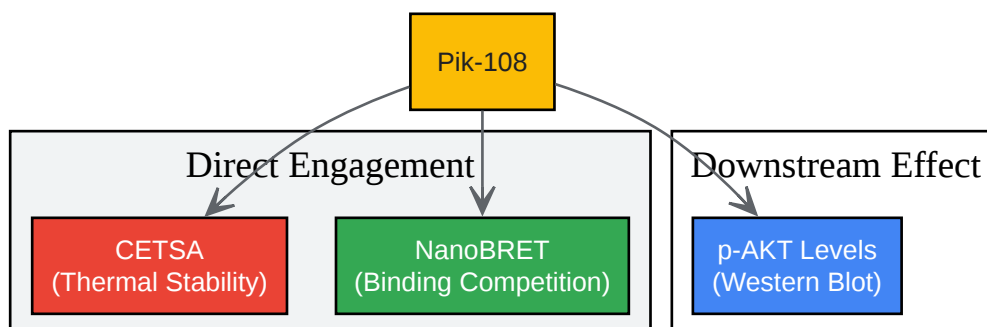 Pik-108
Direct Engagement
Downstream Effect
CETSA
(Thermal Stability)
NanoBRET
(Binding Competition)
p-AKT Levels
(Western Blot)